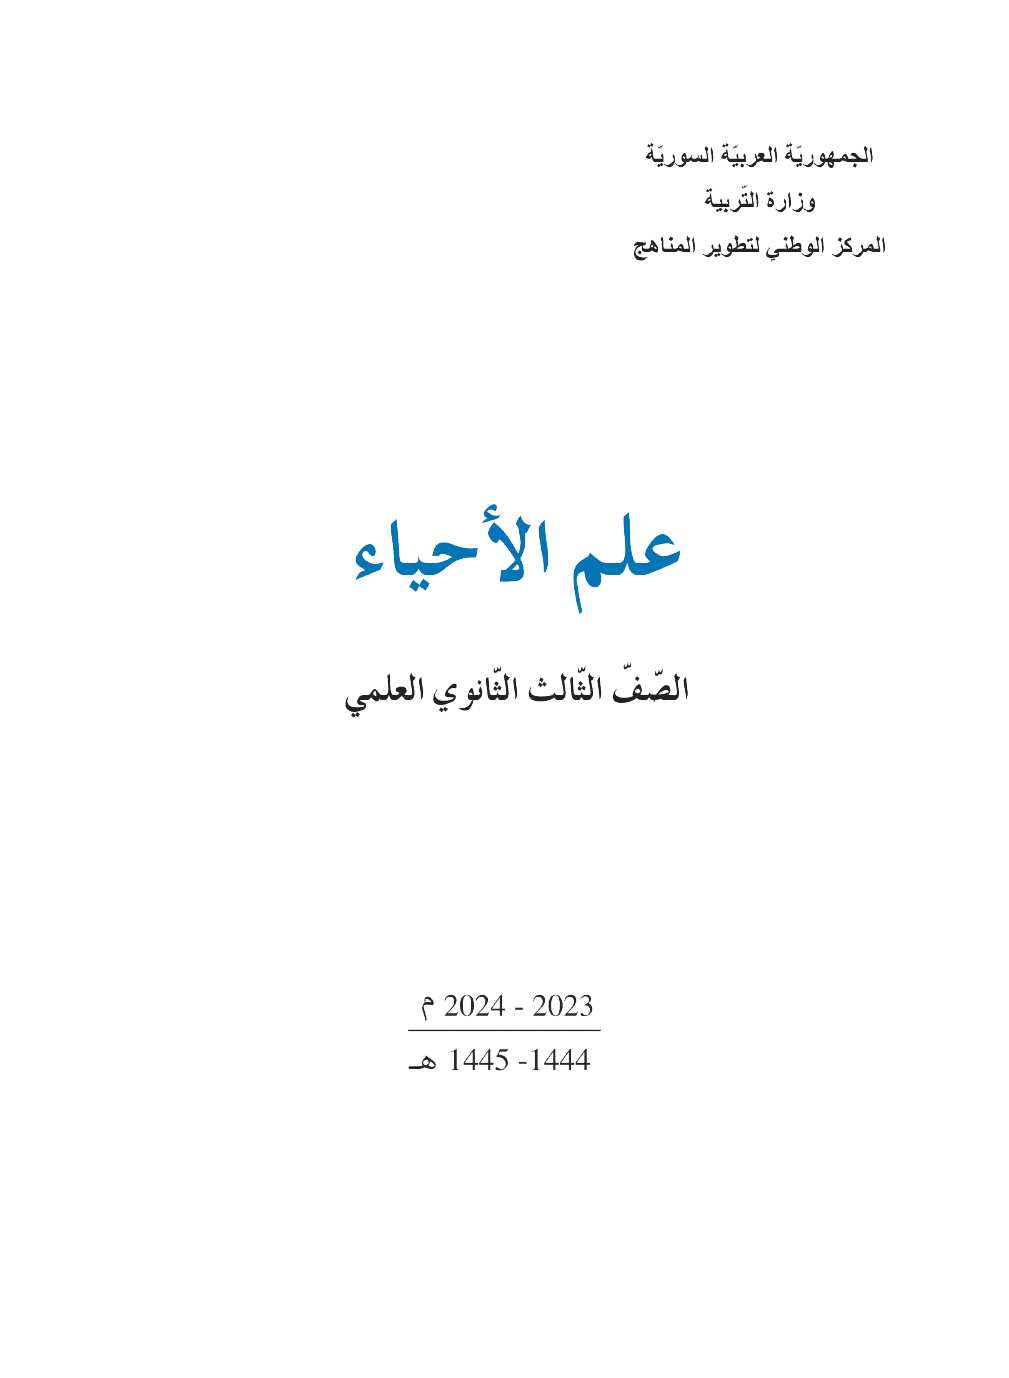 الجمهوريّة العربيّة السوريّة
وزارة التّربية
المركز الوطني لتطوير المناهج
علم الأحياء
الصّفّ الثّالث الثّانوي العلمي
2023 - 2024 م
1444- 1445 هـ